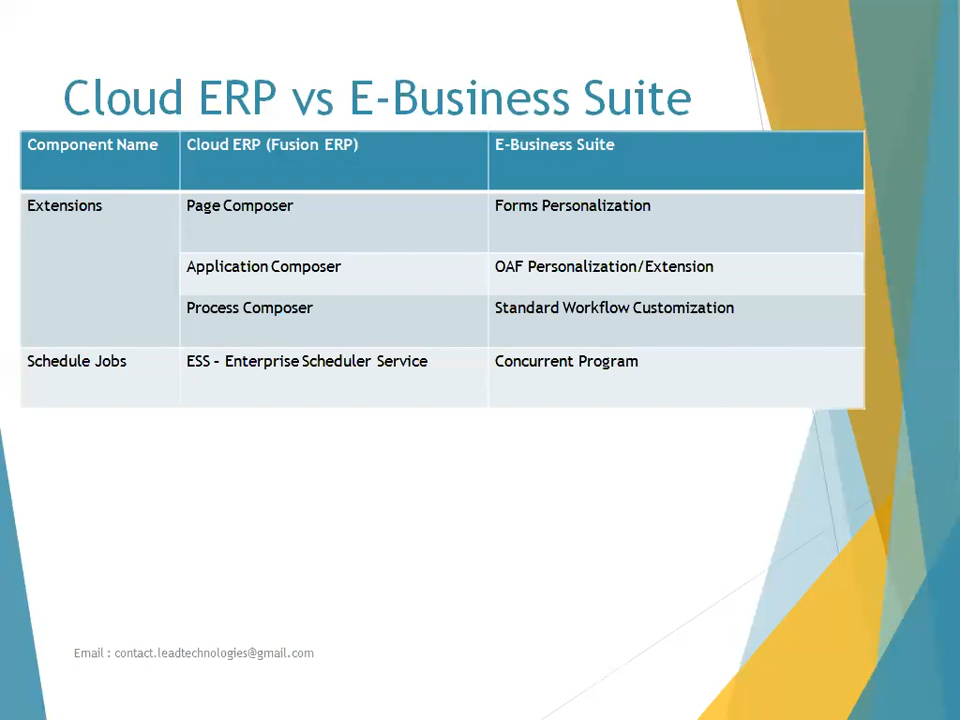 Cloud ERP vs E-Business Suite
Component Name Cloud ERP (Fusion ERP) E-Business Suite
Extensions Page Composer Forms Personalization
Application Composer OAF Personalization/Extension
Process Composer Standard Workflow Customization
Schedule Jobs ESS – Enterprise Scheduler Service Concurrent Program
Email : contact.leadtechnologies@gmail.com